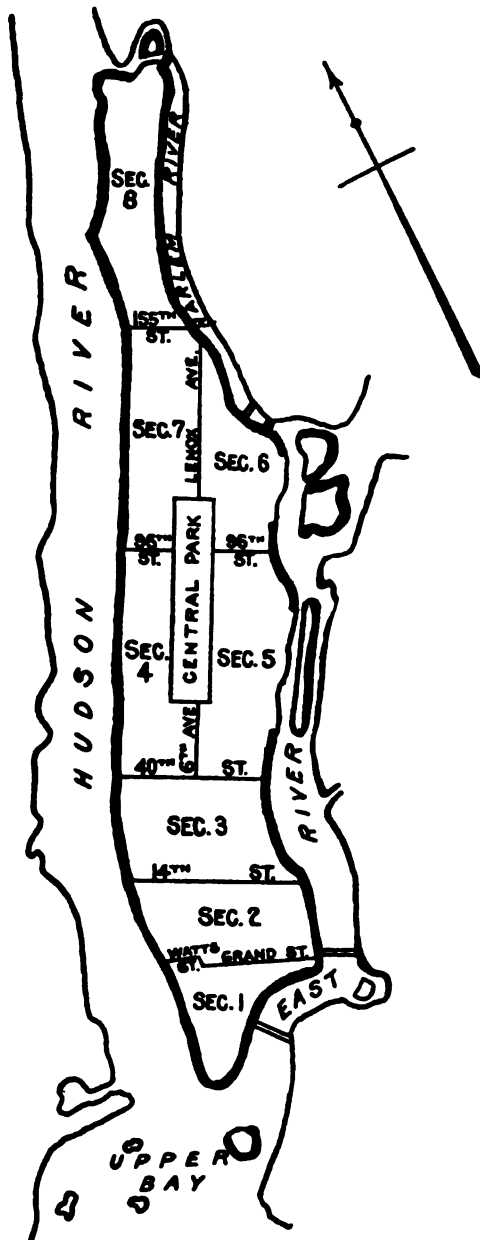 SEC.
8
HARLEM RIVER
155TH
ST.
HUDSON RIVER
SEC.7
LENOX AVE.
SEC. 6
96TH
ST.
96TH
ST.
CENTRAL PARK
SEC.
4
SEC.5
6TH AVE
40TH ST.
SEC. 3
EAST RIVER
14TH ST.
SEC. 2
WATTS
ST.
GRAND ST.
SEC. 1
UPPER
BAY